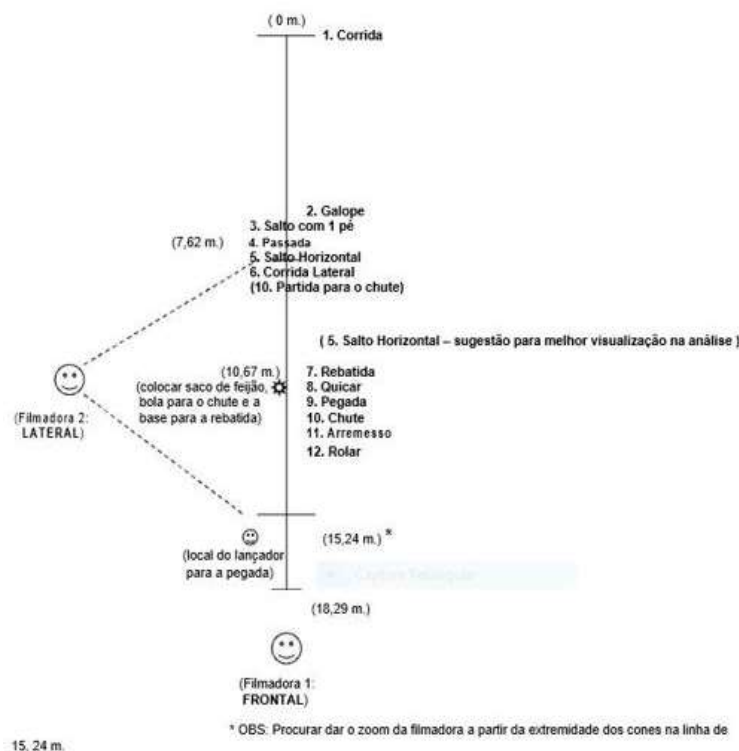 ( 0 m.)
1. Corrida
2. Galope
3. Salto com 1 pé
(7,62 m.)
4. Passada
5. Salto Horizontal
6. Corrida Lateral
(10. Partida para o chute)
( 5. Salto Horizontal – sugestão para melhor visualização na análise )
(10,67 m.)
(colocar saco de feijão,
bola para o chute e a
base para a rebatida)
7. Rebatida
8. Quicar
9. Pegada
10. Chute
11. Arremesso
12. Rolar
(Filmadora 2:
LATERAL)
(15,24 m.) *
(local do lançador
para a pegada)
(18,29 m.)
(Filmadora 1:
FRONTAL)
* OBS: Procurar dar o zoom da filmadora a partir da extremidade dos cones na linha de
15, 24 m.